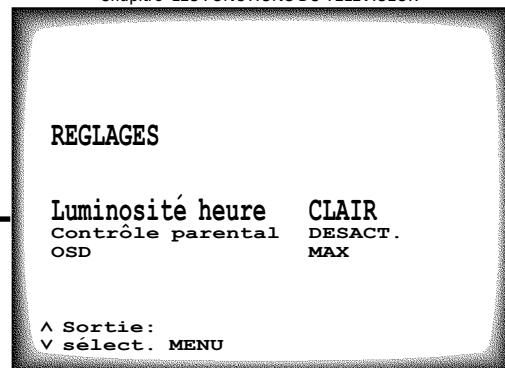 REGLAGES
Luminosité heure CLAIR
Contrôle parental DESACT.
OSD MAX
∧ Sortie:
∨ sélect. MENU